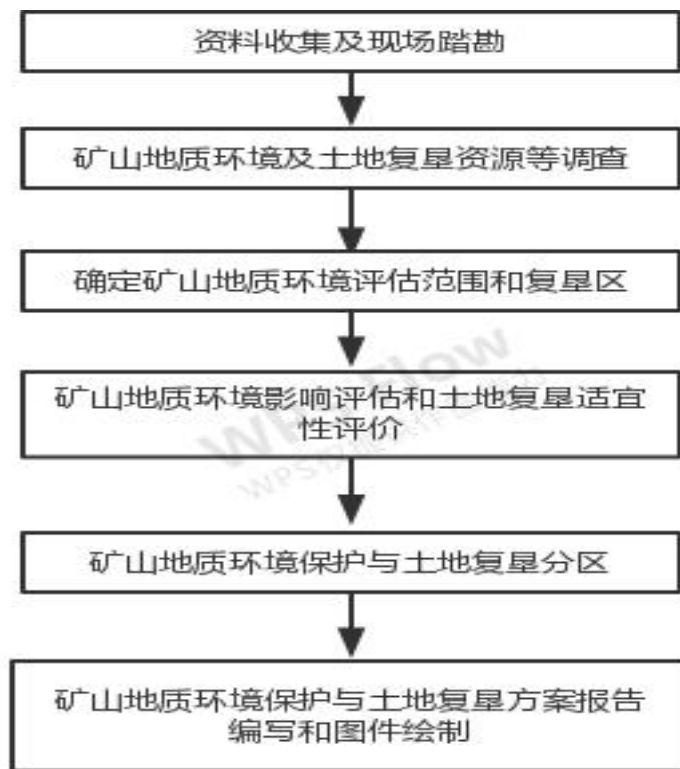 资料收集及现场踏勘
矿山地质环境及土地复垦资源等调查
确定矿山地质环境评估范围和复垦区
矿山地质环境影响评估和土地复垦适宜
性评价
矿山地质环境保护与土地复垦分区
矿山地质环境保护与土地复垦方案报告
编写和图件绘制